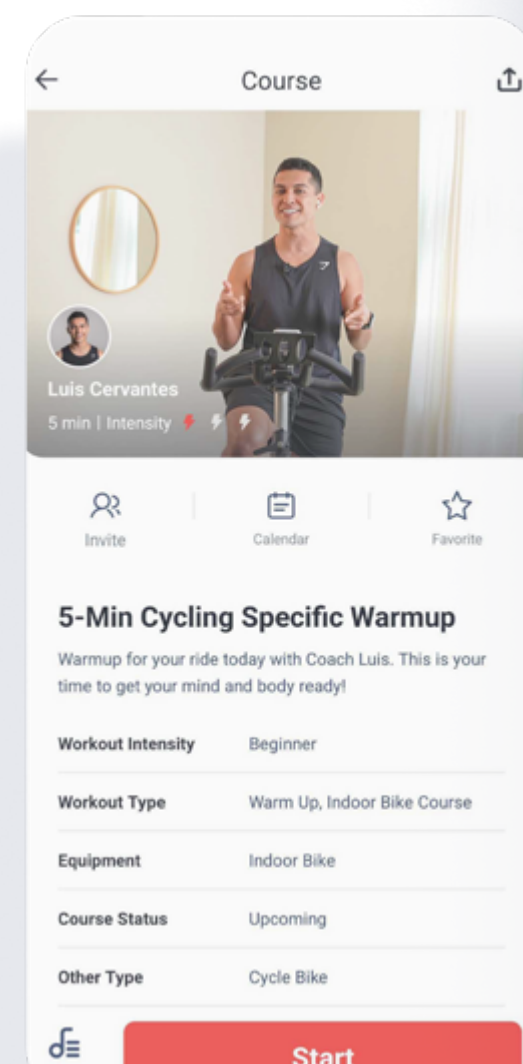 Course
Luis Cervantes
5 min | Intensity
Invite
Calendar
Favorite
5-Min Cycling Specific Warmup
Warmup for your ride today with Coach Luis. This is your
time to get your mind and body ready!
Workout Intensity Beginner
Workout Type Warm Up, Indoor Bike Course
Equipment Indoor Bike
Course Status Upcoming
Other Type Cycle Bike
Start